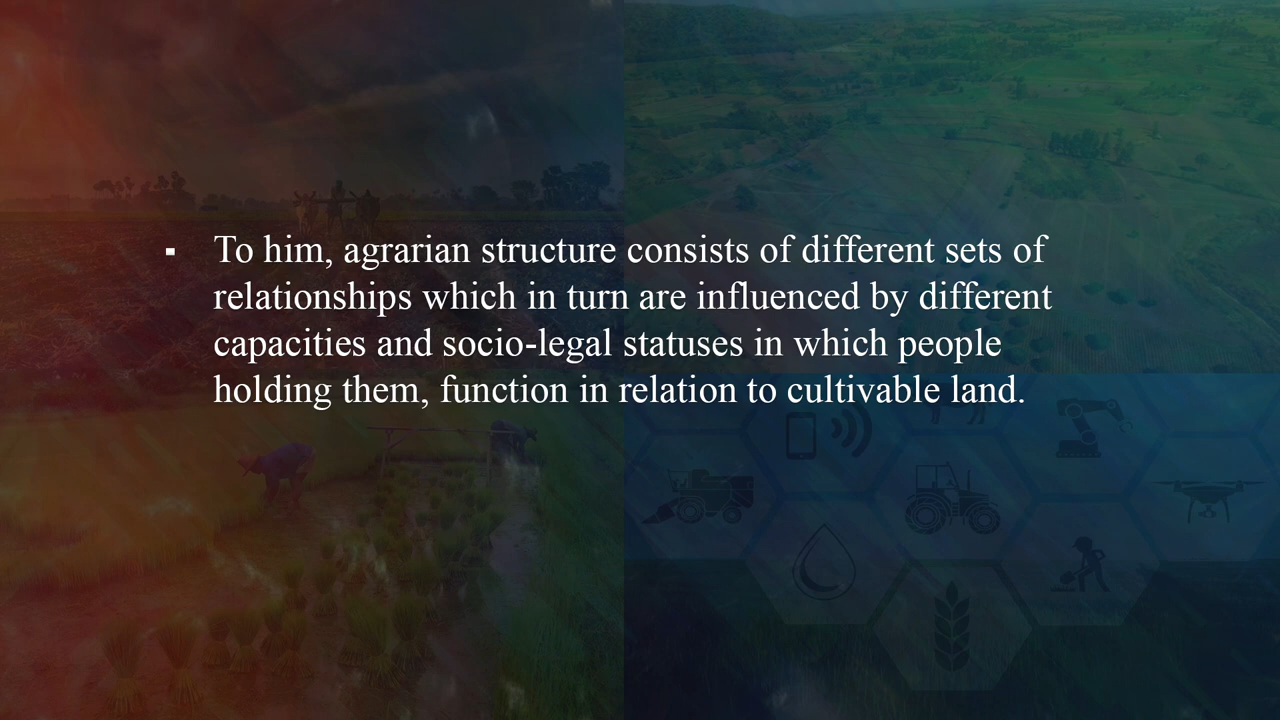 ▪ To him, agrarian structure consists of different sets of
relationships which in turn are influenced by different
capacities and socio-legal statuses in which people
holding them, function in relation to cultivable land.